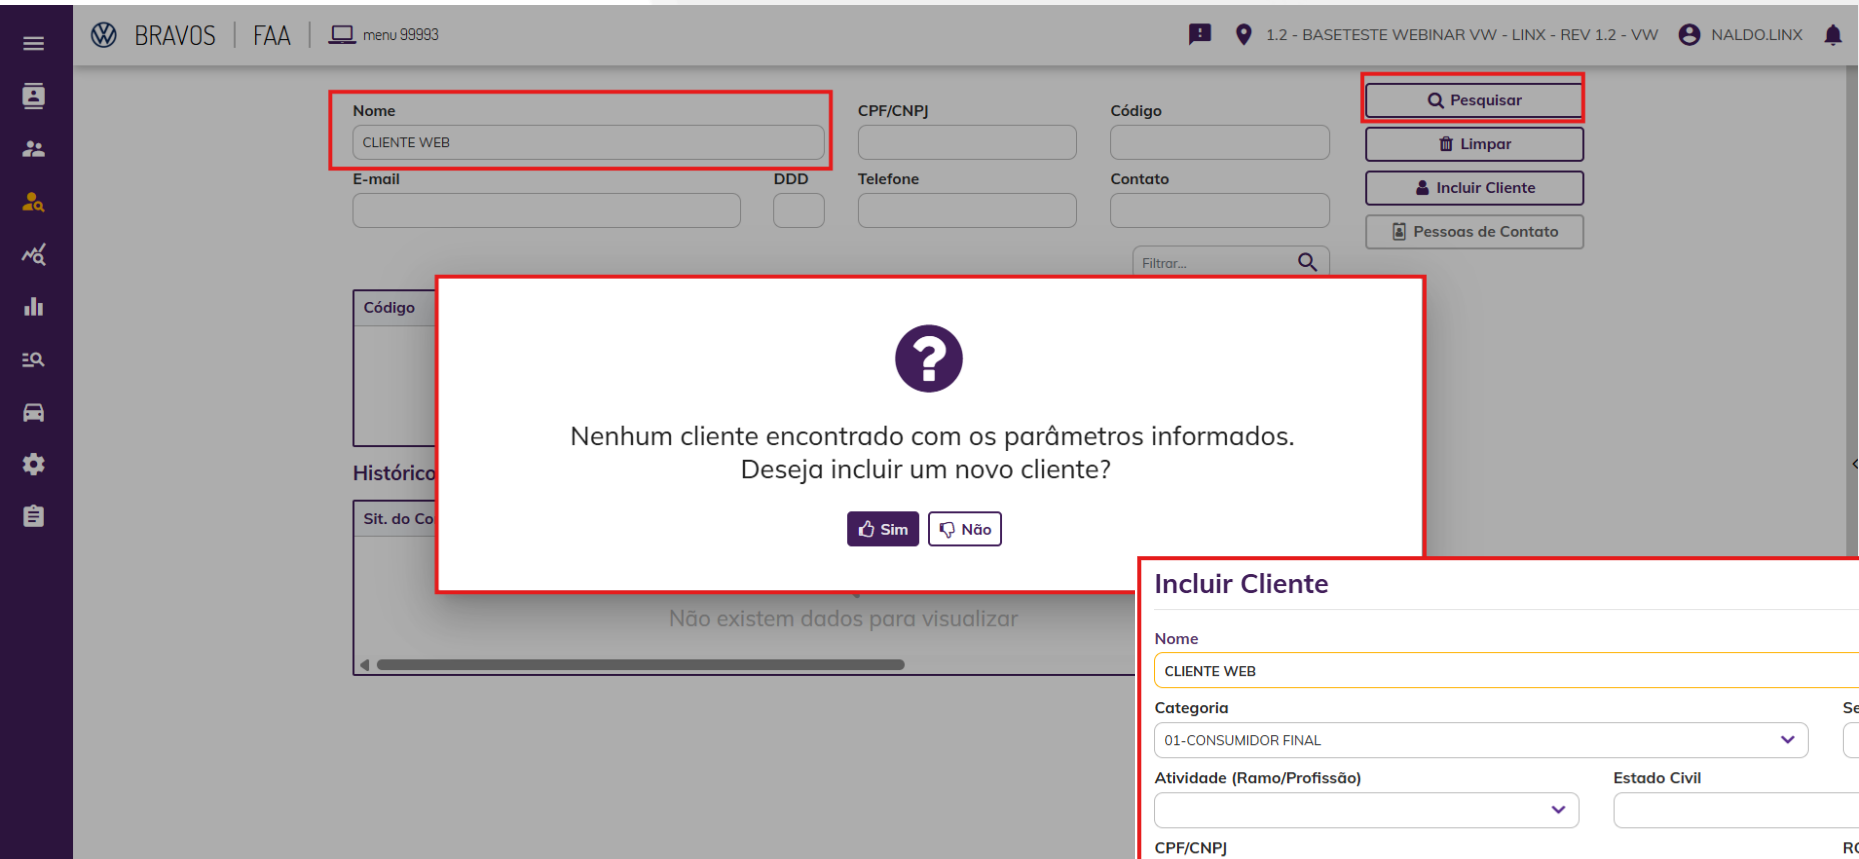 BRAVOS | FAA | menu 99993
1.2 - BASETESTE WEBINAR VW - LINX - REV 1.2 - VW
NALDO.LINX
Nome
CPF/CNPJ
Código
Pesquisar
CLIENTE WEB
Limpar
E-mail
DDD
Telefone
Contato
Incluir Cliente
Pessoas de Contato
Filtrar...
Código
Nenhum cliente encontrado com os parâmetros informados.
Deseja incluir um novo cliente?
Sim
Não
Histórico
Sit. do Co
Não existem dados para visualizar
Incluir Cliente
Nome
CLIENTE WEB
Categoria
Se
01-CONSUMIDOR FINAL
Atividade (Ramo/Profissão)
Estado Civil
CPF/CNPJ